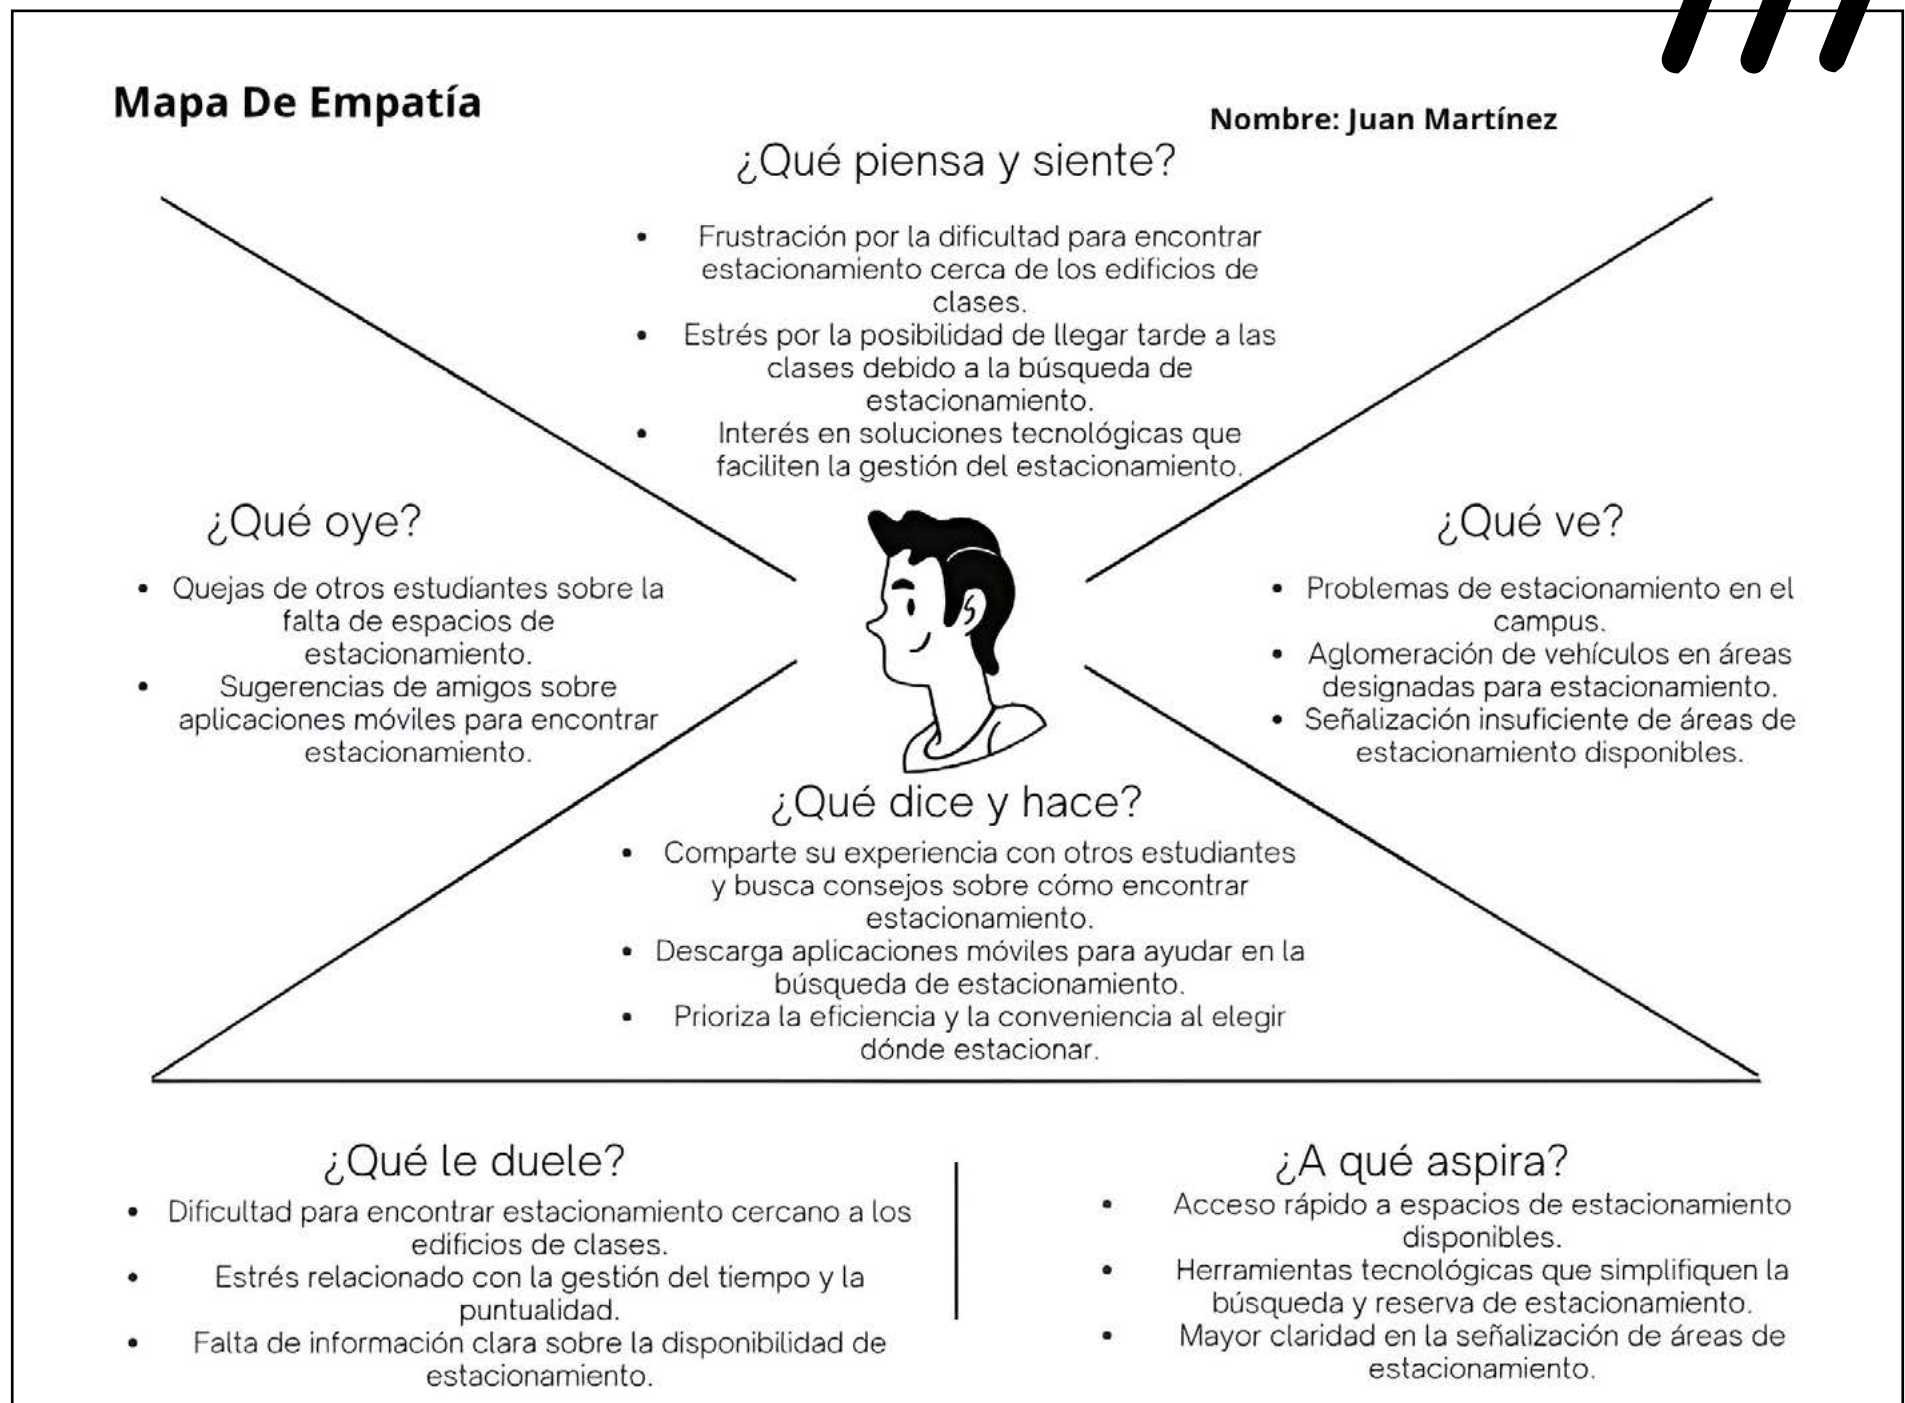 Mapa De Empatía
Nombre: Juan Martínez
¿Qué piensa y siente?
• Frustración por la dificultad para encontrar
estacionamiento cerca de los edificios de
clases.
• Estrés por la posibilidad de llegar tarde a las
clases debido a la búsqueda de
estacionamiento.
• Interés en soluciones tecnológicas que
faciliten la gestión del estacionamiento.
¿Qué oye?
• Quejas de otros estudiantes sobre la
falta de espacios de
estacionamiento.
• Sugerencias de amigos sobre
aplicaciones móviles para encontrar
estacionamiento.
¿Qué ve?
• Problemas de estacionamiento en el
campus.
• Aglomeración de vehículos en áreas
designadas para estacionamiento.
• Señalización insuficiente de áreas de
estacionamiento disponibles.
¿Qué dice y hace?
• Comparte su experiencia con otros estudiantes
y busca consejos sobre cómo encontrar
estacionamiento.
• Descarga aplicaciones móviles para ayudar en la
búsqueda de estacionamiento.
• Prioriza la eficiencia y la conveniencia al elegir
dónde estacionar.
¿Qué le duele?
• Dificultad para encontrar estacionamiento cercano a los
edificios de clases.
• Estrés relacionado con la gestión del tiempo y la
puntualidad.
• Falta de información clara sobre la disponibilidad de
estacionamiento.
¿A qué aspira?
• Acceso rápido a espacios de estacionamiento
disponibles.
• Herramientas tecnológicas que simplifiquen la
búsqueda y reserva de estacionamiento.
• Mayor claridad en la señalización de áreas de
estacionamiento.